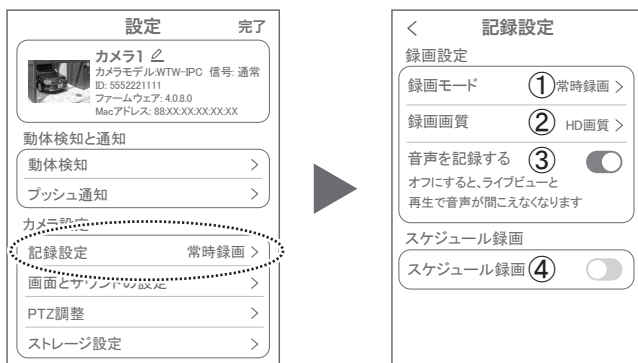 設定 完了
カメラ1
カメラモデル:WTW-IPC 信号: 通常
ID: 5552221111
ファームウェア: 4.0.8.0
Macアドレス: 88:XX:XX:XX:XX:XX
動体検知と通知
動体検知
プッシュ通知
カメラ設定
記録設定 常時録画
画面とサウンドの設定
PTZ調整
ストレージ設定
記録設定
録画設定
録画モード ①常時録画
録画画質 ② HD画質
音声を記録する ③
オフにすると、ライブビューと
再生で音声が聞こえなくなります
スケジュール録画
スケジュール録画④